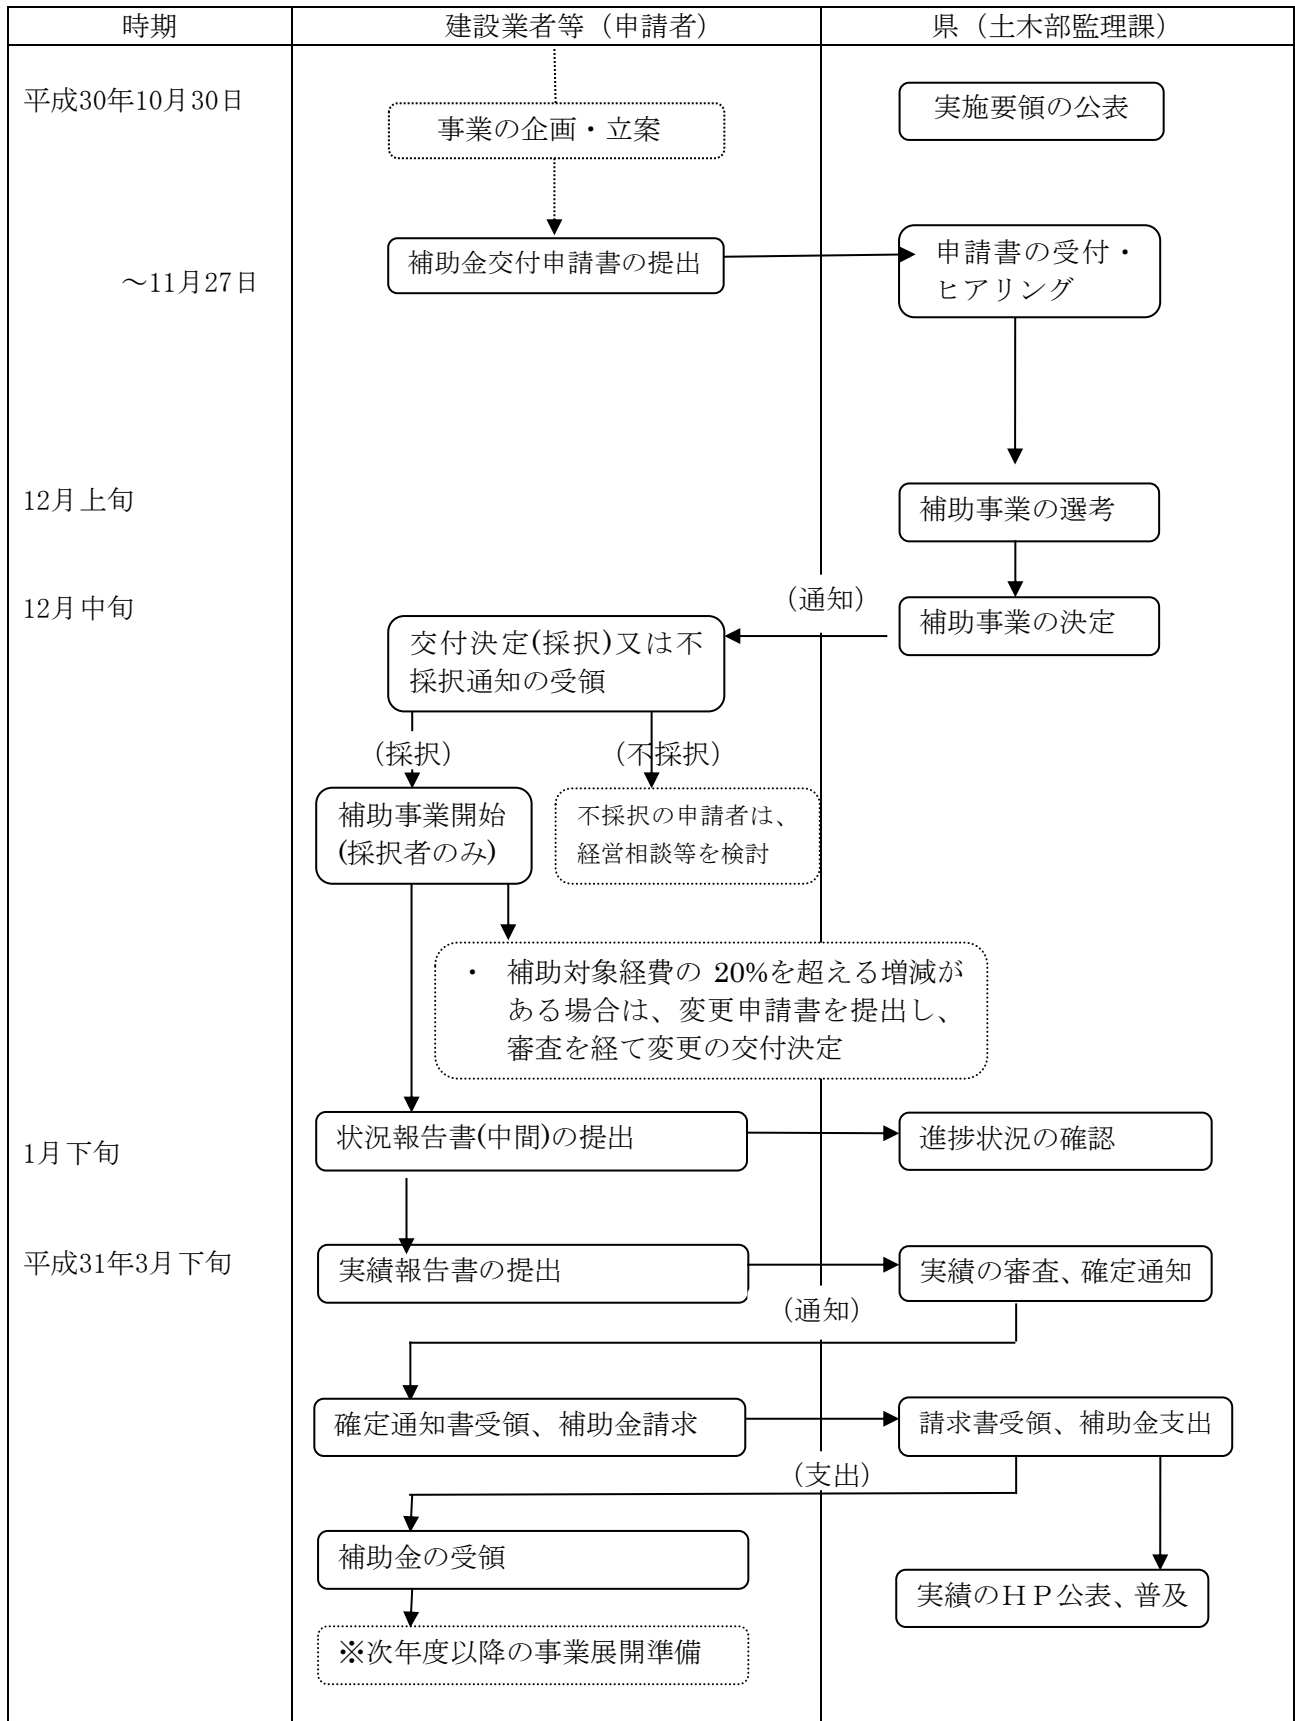 時期
建設業者等（申請者）
県（土木部監理課）
平成30年10月30日
事業の企画・立案
実施要領の公表
～11月27日
補助金交付申請書の提出
申請書の受付・
ヒアリング
12月上旬
補助事業の選考
12月中旬
（通知）
補助事業の決定
交付決定(採択)又は不
採択通知の受領
（採択）
（不採択）
補助事業開始
(採択者のみ)
不採択の申請者は、
経営相談等を検討
・ 補助対象経費の 20%を超える増減が
ある場合は、変更申請書を提出し、
審査を経て変更の交付決定
1月下旬
状況報告書(中間)の提出
進捗状況の確認
平成31年3月下旬
実績報告書の提出
実績の審査、確定通知
（通知）
確定通知書受領、補助金請求
請求書受領、補助金支出
（支出）
補助金の受領
実績のＨＰ公表、普及
※次年度以降の事業展開準備